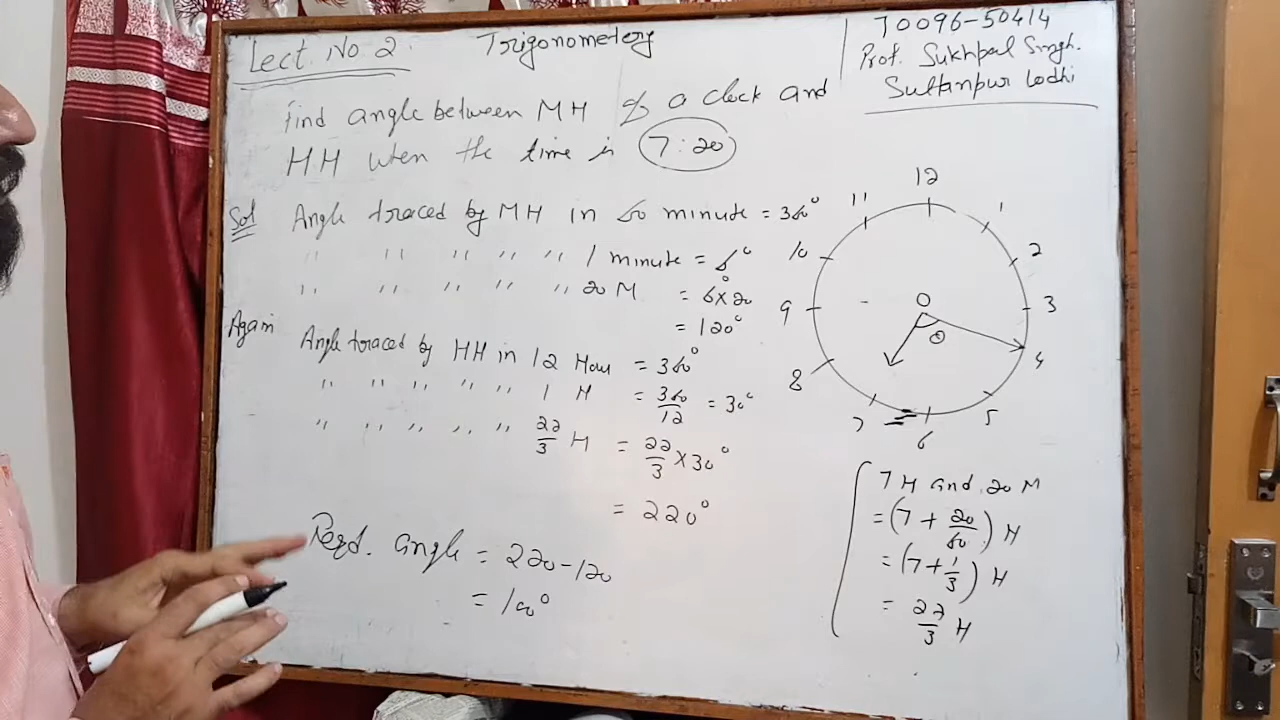 Lect. No 2
Trigonometery
70096-50414
Prof. Sukhpal Singh.
Sultanpur Lodhi
Find angle between MH of a clock and
HH when the time is 7:20
Sol Angle traced by MH in 60 minute = 360°
" " " " " 1 minute = 6°
" " " " " 20 M = 6°×20
= 120°
Again Angle traced by HH in 12 Hour = 360°
" " " " " 1 H = 360/12 = 30°
" " " " " 22/3 H = 22/3 × 30°
= 220°
Reqd. angle = 220-120
= 100°
12
1
2
3
4
5
6
7
8
9
10
11
O
θ
7 H and 20 M
= (7 + 20/60) H
= (7 + 1/3) H
= 22/3 H